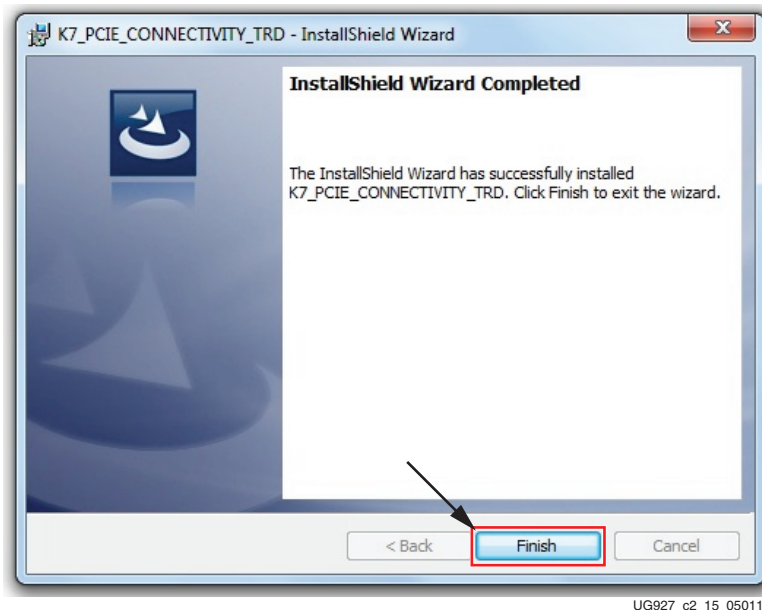 K7_PCIE_CONNECTIVITY_TRD - InstallShield Wizard
InstallShield Wizard Completed
The InstallShield Wizard has successfully installed
K7_PCIE_CONNECTIVITY_TRD. Click Finish to exit the wizard.
< Back
Finish
Cancel
UG927_c2_15_05011